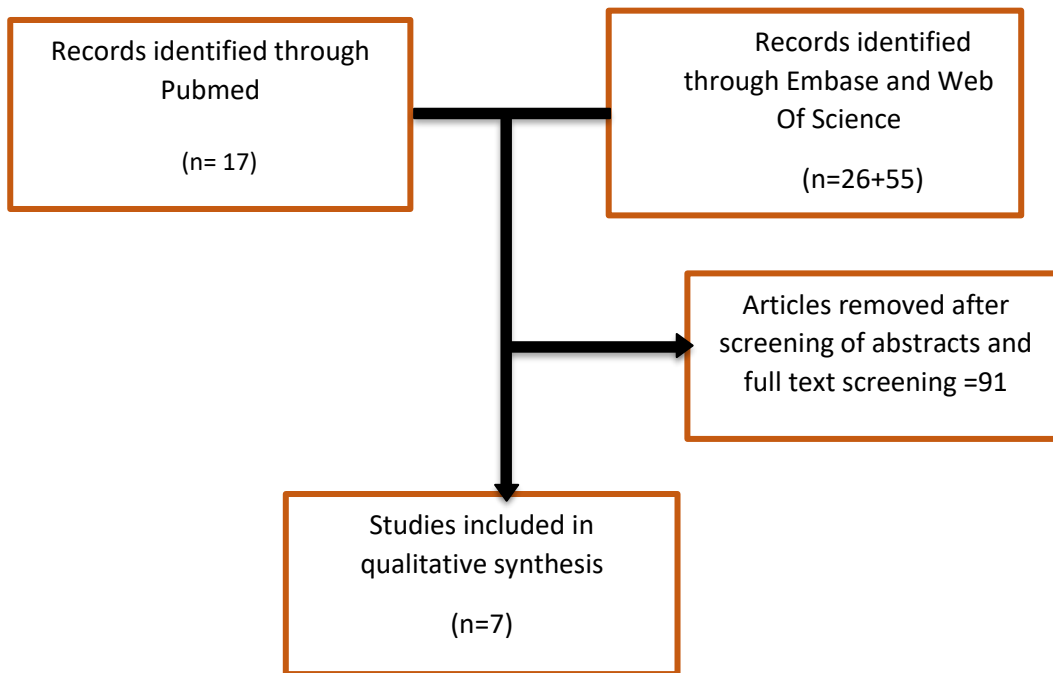 Records identified through
Pubmed
(n= 17)
Records identified
through Embase and Web
Of Science
(n=26+55)
Articles removed after
screening of abstracts and
full text screening =91
Studies included in
qualitative synthesis
(n=7)